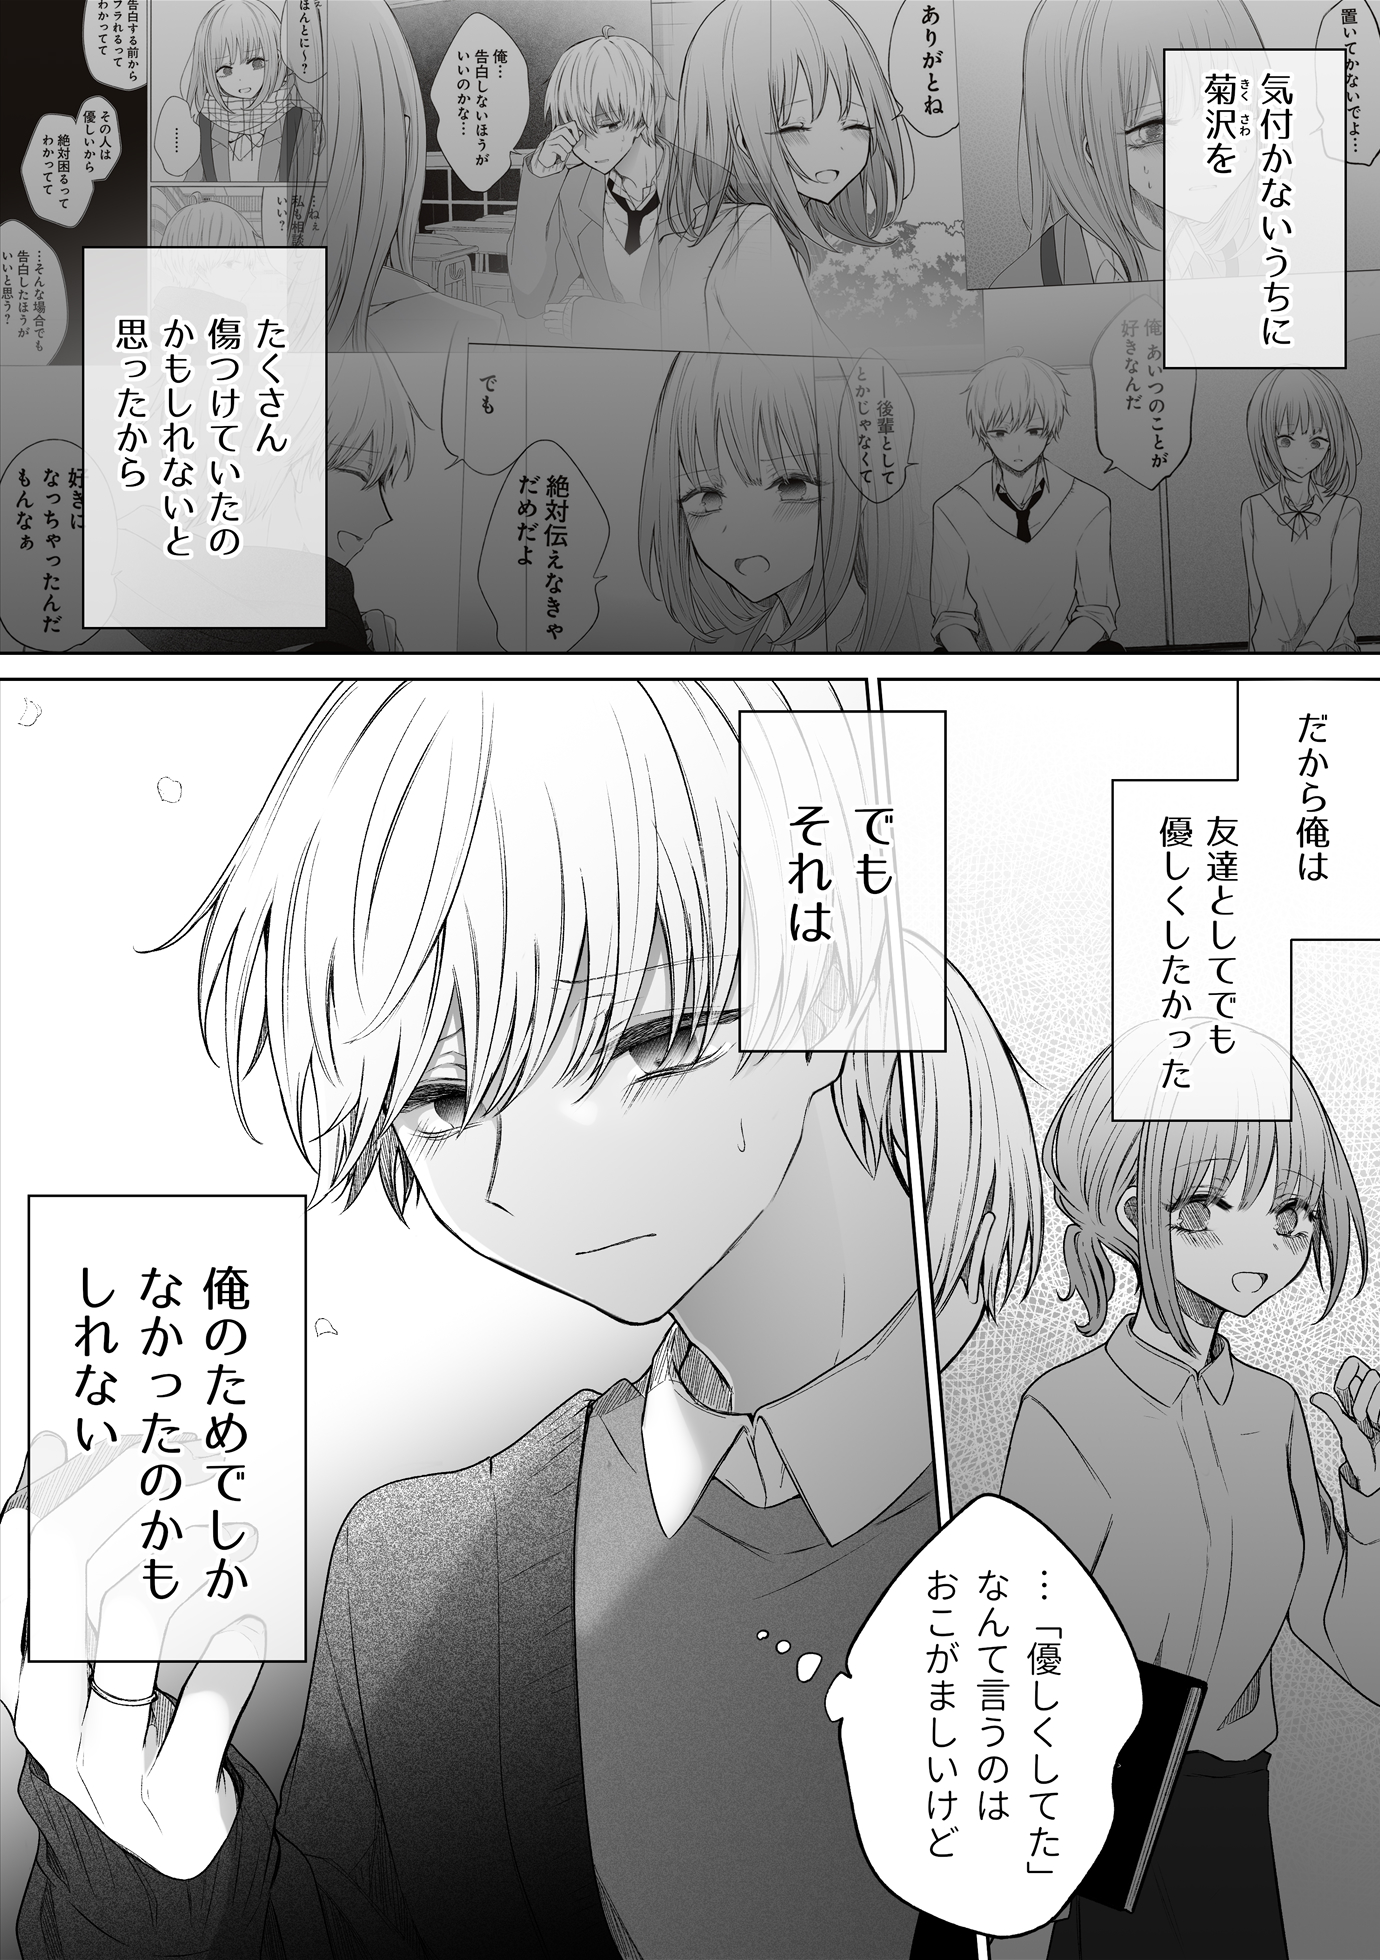 気付かないうちに
菊沢を
きく
さわ
置いてかないでよ…
ありがとね
俺…
告白しないほうが
いいのかな…
ほんとに〜?
………
告白する前から
フラれるって
わかってて
その人は
優しいから
絶対困るって
わかってて
…ねぇ
私も相談…
いい?
…そんな場合でも
告白したほうが
いいと思う?
俺 あいつのことが
好きなんだ
──後輩として
とかじゃなくて
でも
絶対伝えなきゃ
だめだよ
好きに
なっちゃったんだ
もんなぁ
たくさん
傷つけていたの
かもしれないと
思ったから
だから俺は
友達としてでも
優しくしたかった
…「優しくしてた」
なんて言うのは
おこがましいけど
でも
それは
俺のためでしか
なかったのかも
しれない